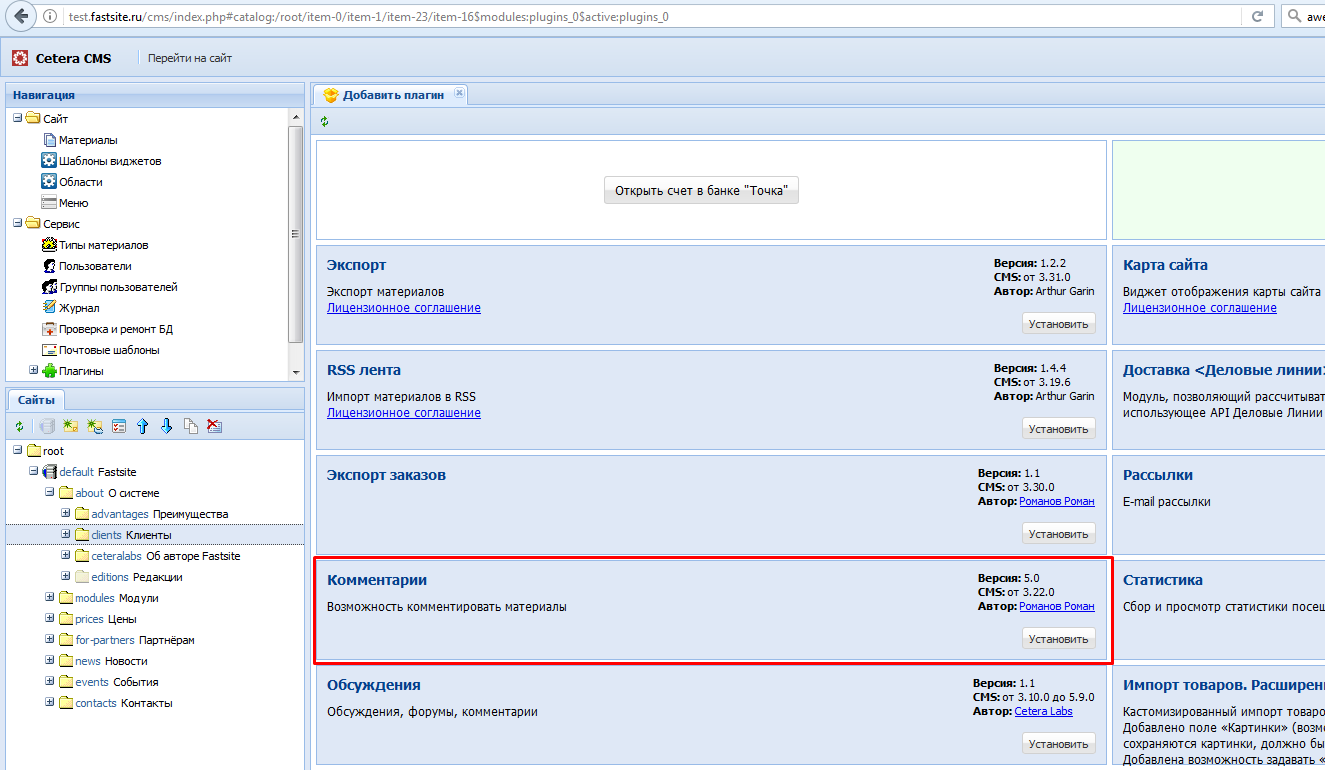 test.fastsite.ru/cms/index.php#catalog:/root/item-0/item-1/item-23/item-16$modules:plugins_0$active:plugins_0
awe
Cetera CMS
Перейти на сайт
Навигация
Сайт
Материалы
Шаблоны виджетов
Области
Меню
Сервис
Типы материалов
Пользователи
Группы пользователей
Журнал
Проверка и ремонт БД
Почтовые шаблоны
Плагины
Сайты
root
default Fastsite
about О системе
advantages Преимущества
clients Клиенты
ceteralabs Об авторе Fastsite
editions Редакции
modules Модули
prices Цены
for-partners Партнёрам
news Новости
events События
contacts Контакты
Добавить плагин
Открыть счет в банке "Точка"
Экспорт
Экспорт материалов
Лицензионное соглашение
Версия: 1.2.2
CMS: от 3.31.0
Автор: Arthur Garin
Установить
Карта сайта
Виджет отображения карты сайта
Лицензионное соглашение
RSS лента
Импорт материалов в RSS
Лицензионное соглашение
Версия: 1.4.4
CMS: от 3.19.6
Автор: Arthur Garin
Установить
Доставка <Деловые линии>
Модуль, позволяющий рассчитыват
использующее API Деловые Линии
Экспорт заказов
Версия: 1.1
CMS: от 3.30.0
Автор: Романов Роман
Установить
Рассылки
E-mail рассылки
Комментарии
Возможность комментировать материалы
Версия: 5.0
CMS: от 3.22.0
Автор: Романов Роман
Установить
Статистика
Сбор и просмотр статистики посещ
Обсуждения
Обсуждения, форумы, комментарии
Версия: 1.1
CMS: от 3.10.0 до 5.9.0
Автор: Cetera Labs
Установить
Импорт товаров. Расширен
Кастомизированный импорт товаро
Добавлено поле «Картинки» (возмо
сохраняются картинки, должно бы
Добавлена возможность задавать «